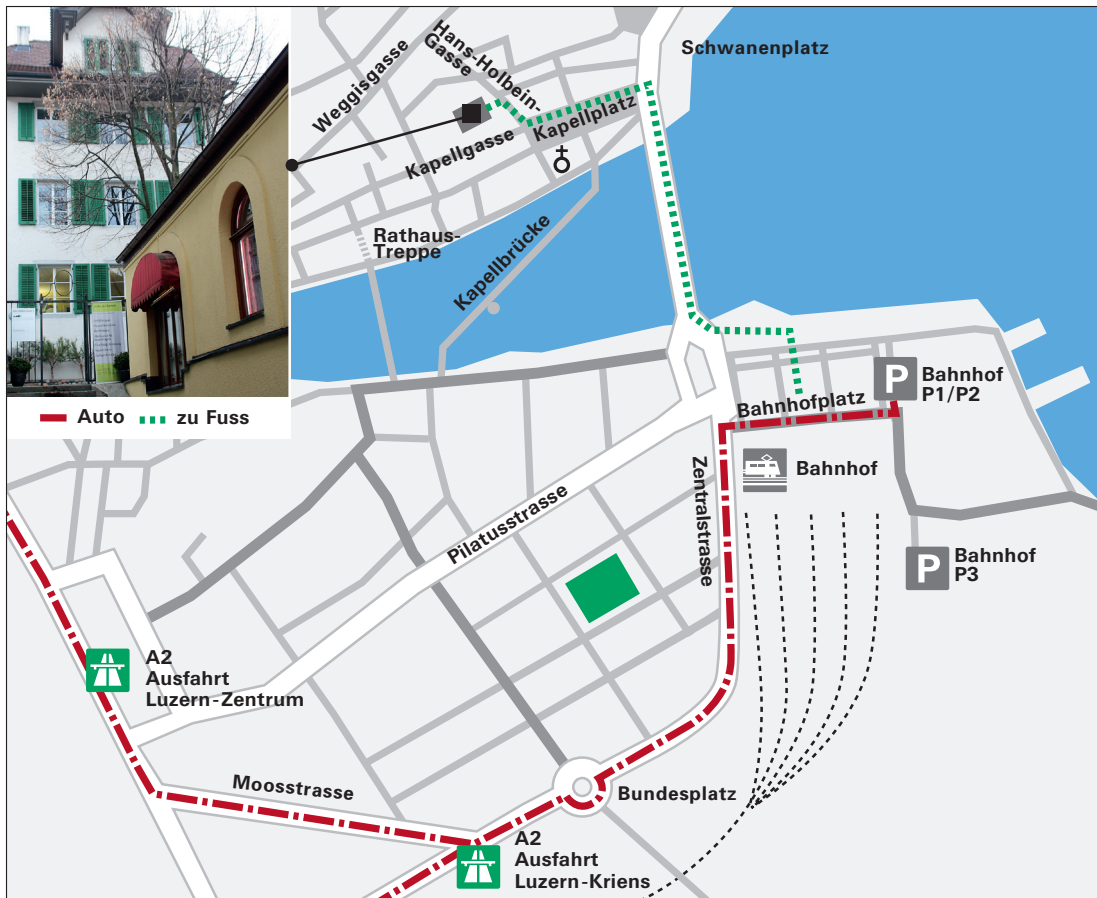 Schwanenplatz
Hans-Holbein-
Gasse
Weggisgasse
Kapellplatz
Kapellgasse
Rathaus-
Treppe
Kapellbrücke
Auto
zu Fuss
P
Bahnhof
P1/P2
Bahnhofplatz
Bahnhof
Zentralstrasse
Pilatusstrasse
P
Bahnhof
P3
A2
Ausfahrt
Luzern-Zentrum
Moosstrasse
Bundesplatz
A2
Ausfahrt
Luzern-Kriens